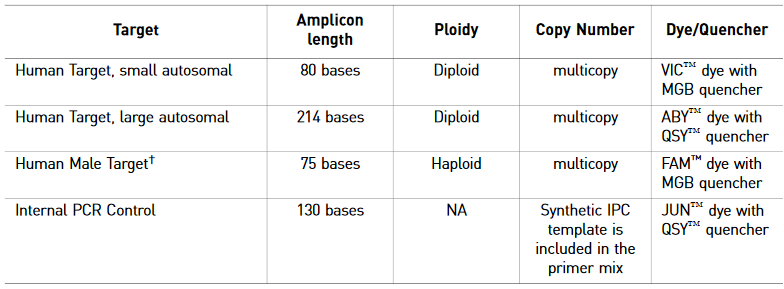 Target Amplicon length Ploidy Copy Number Dye/Quencher
Human Target, small autosomal 80 bases Diploid multicopy VIC™ dye with
MGB quencher
Human Target, large autosomal 214 bases Diploid multicopy ABY™ dye with
QSY™ quencher
Human Male Target† 75 bases Haploid multicopy FAM™ dye with
MGB quencher
Internal PCR Control 130 bases NA Synthetic IPC JUN™ dye with
template is QSY™ quencher
included in the
primer mix